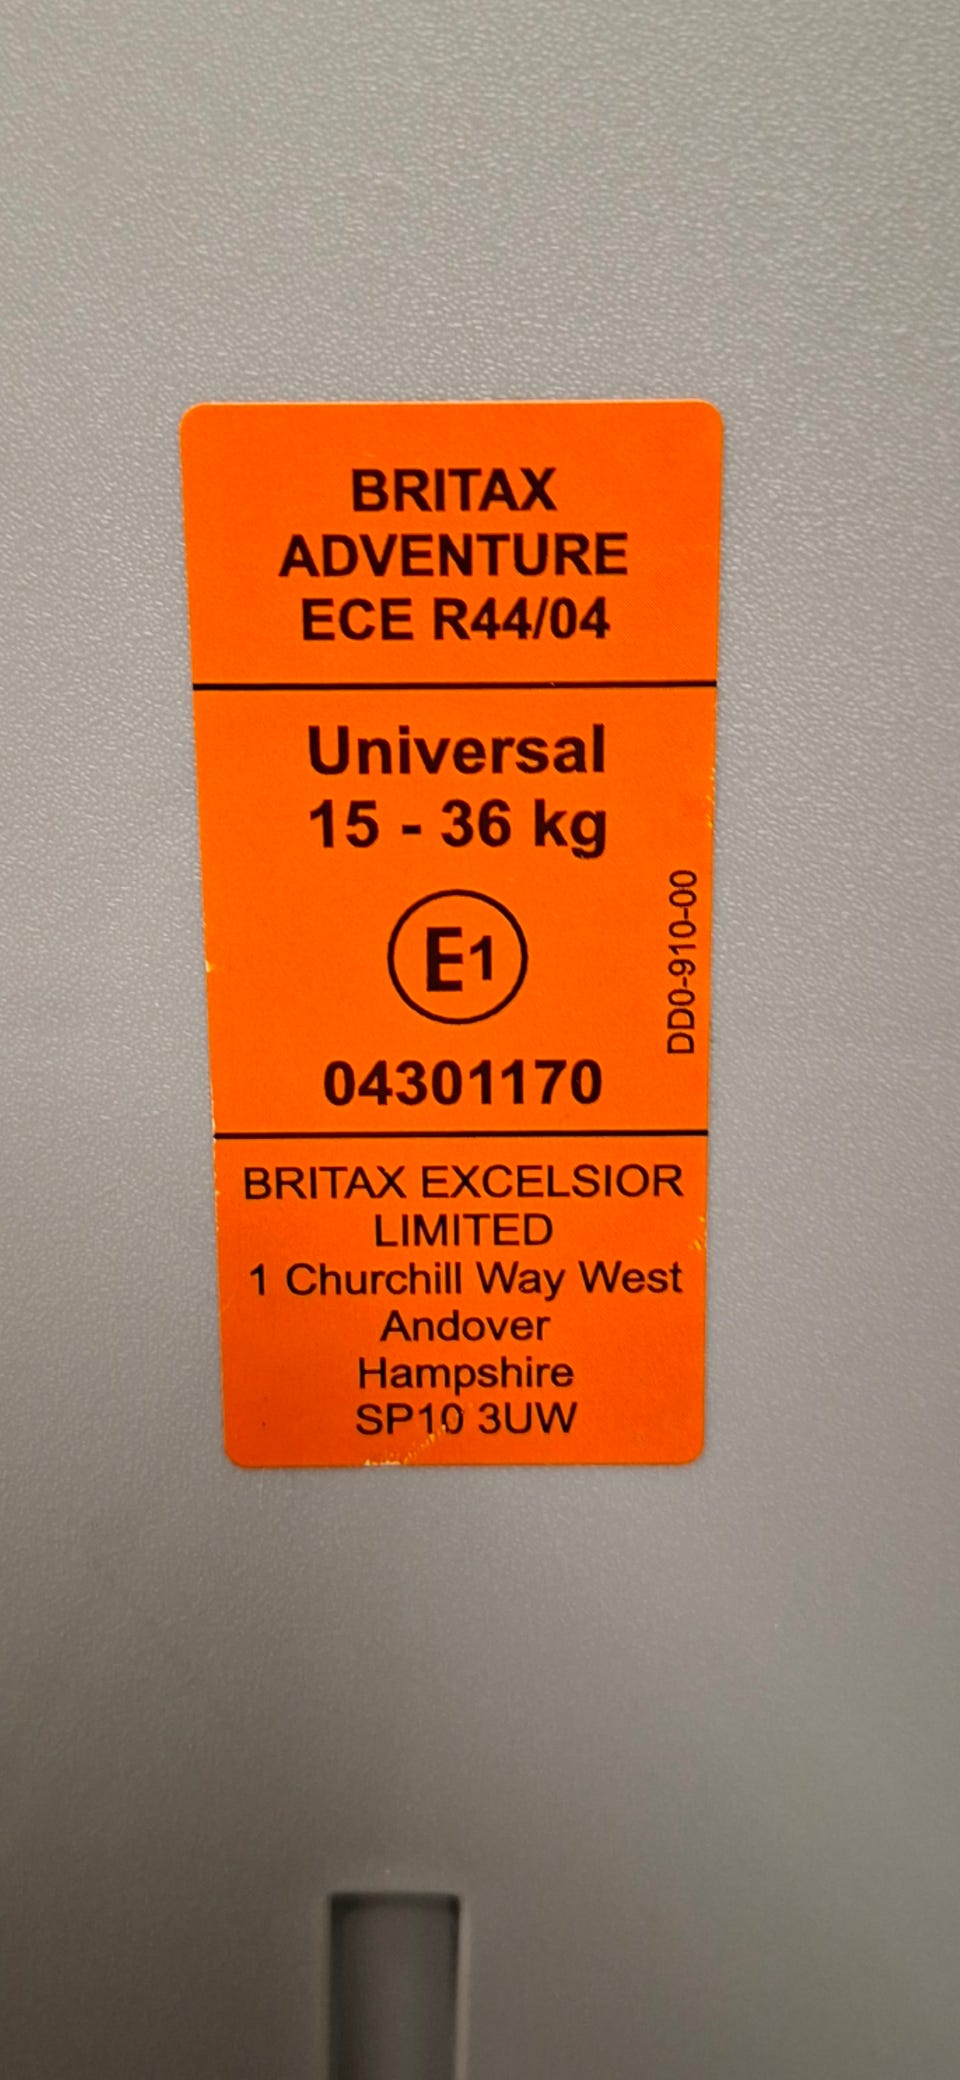 BRITAX
ADVENTURE
ECE R44/04
Universal
15 - 36 kg
E1
DD0-910-00
04301170
BRITAX EXCELSIOR
LIMITED
1 Churchill Way West
Andover
Hampshire
SP10 3UW